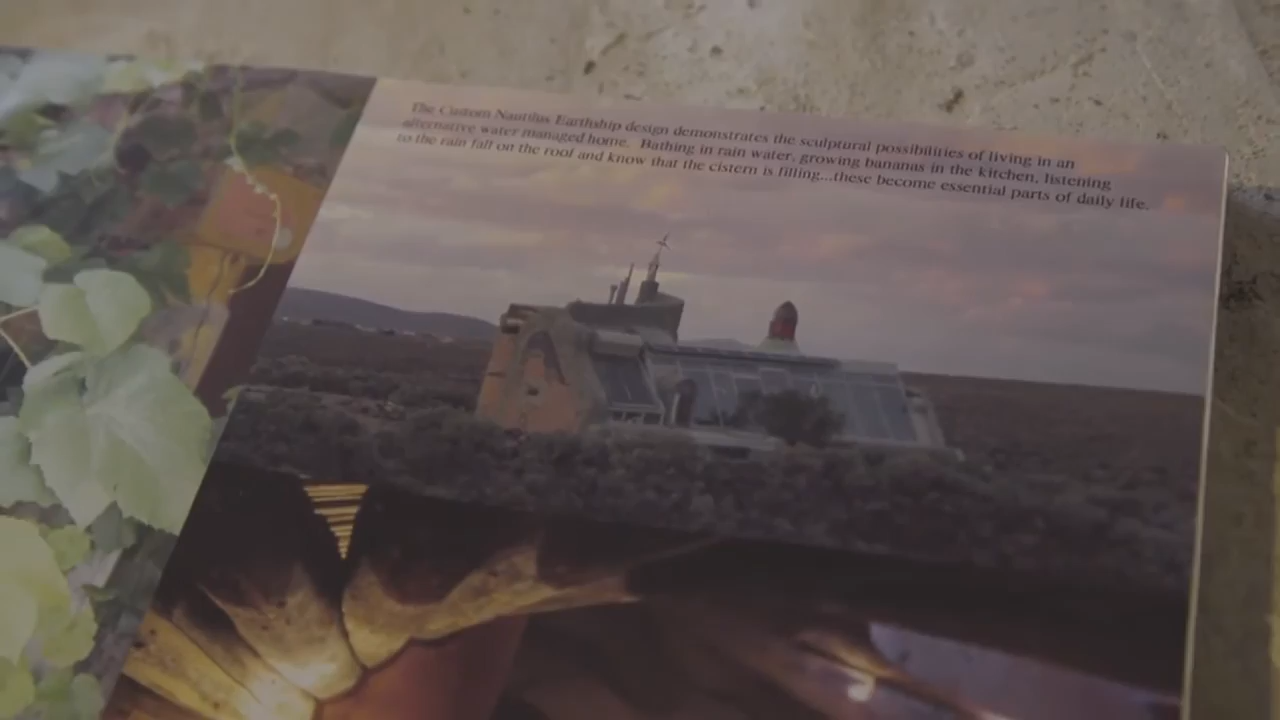 The Custom Nautilus Earthship design demonstrates the sculptural possibilities of living in an
alternative water managed home. Bathing in rain water, growing bananas in the kitchen, listening
to the rain fall on the roof and know that the cistern is filling...these become essential parts of daily life.